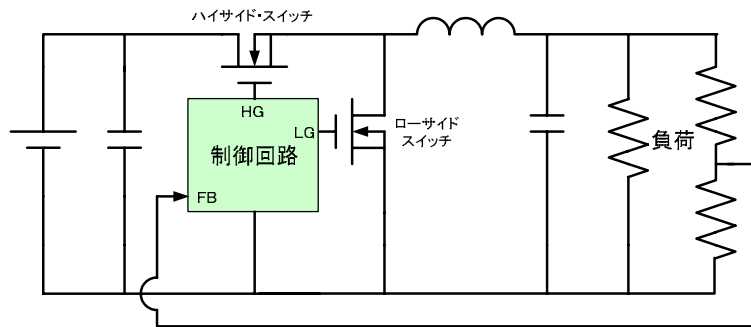 ハイサイド・スイッチ
HG
LG
ローサイド
スイッチ
制御回路
負荷
FB